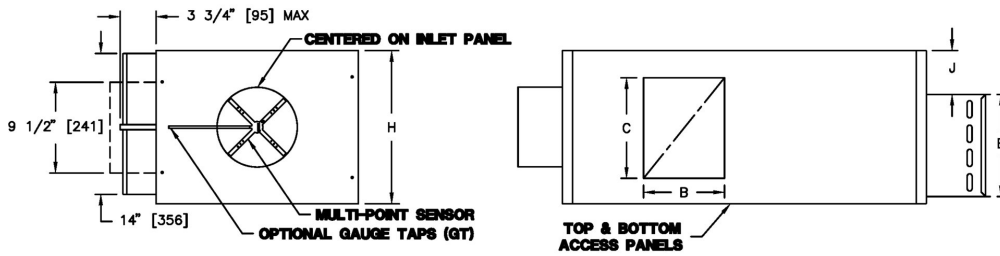 3 3/4" [95] MAX
CENTERED ON INLET PANEL
9 1/2" [241]
H
14" [356]
MULTI-POINT SENSOR
OPTIONAL GAUGE TAPS (GT)
J
C
B
E
TOP & BOTTOM
ACCESS PANELS